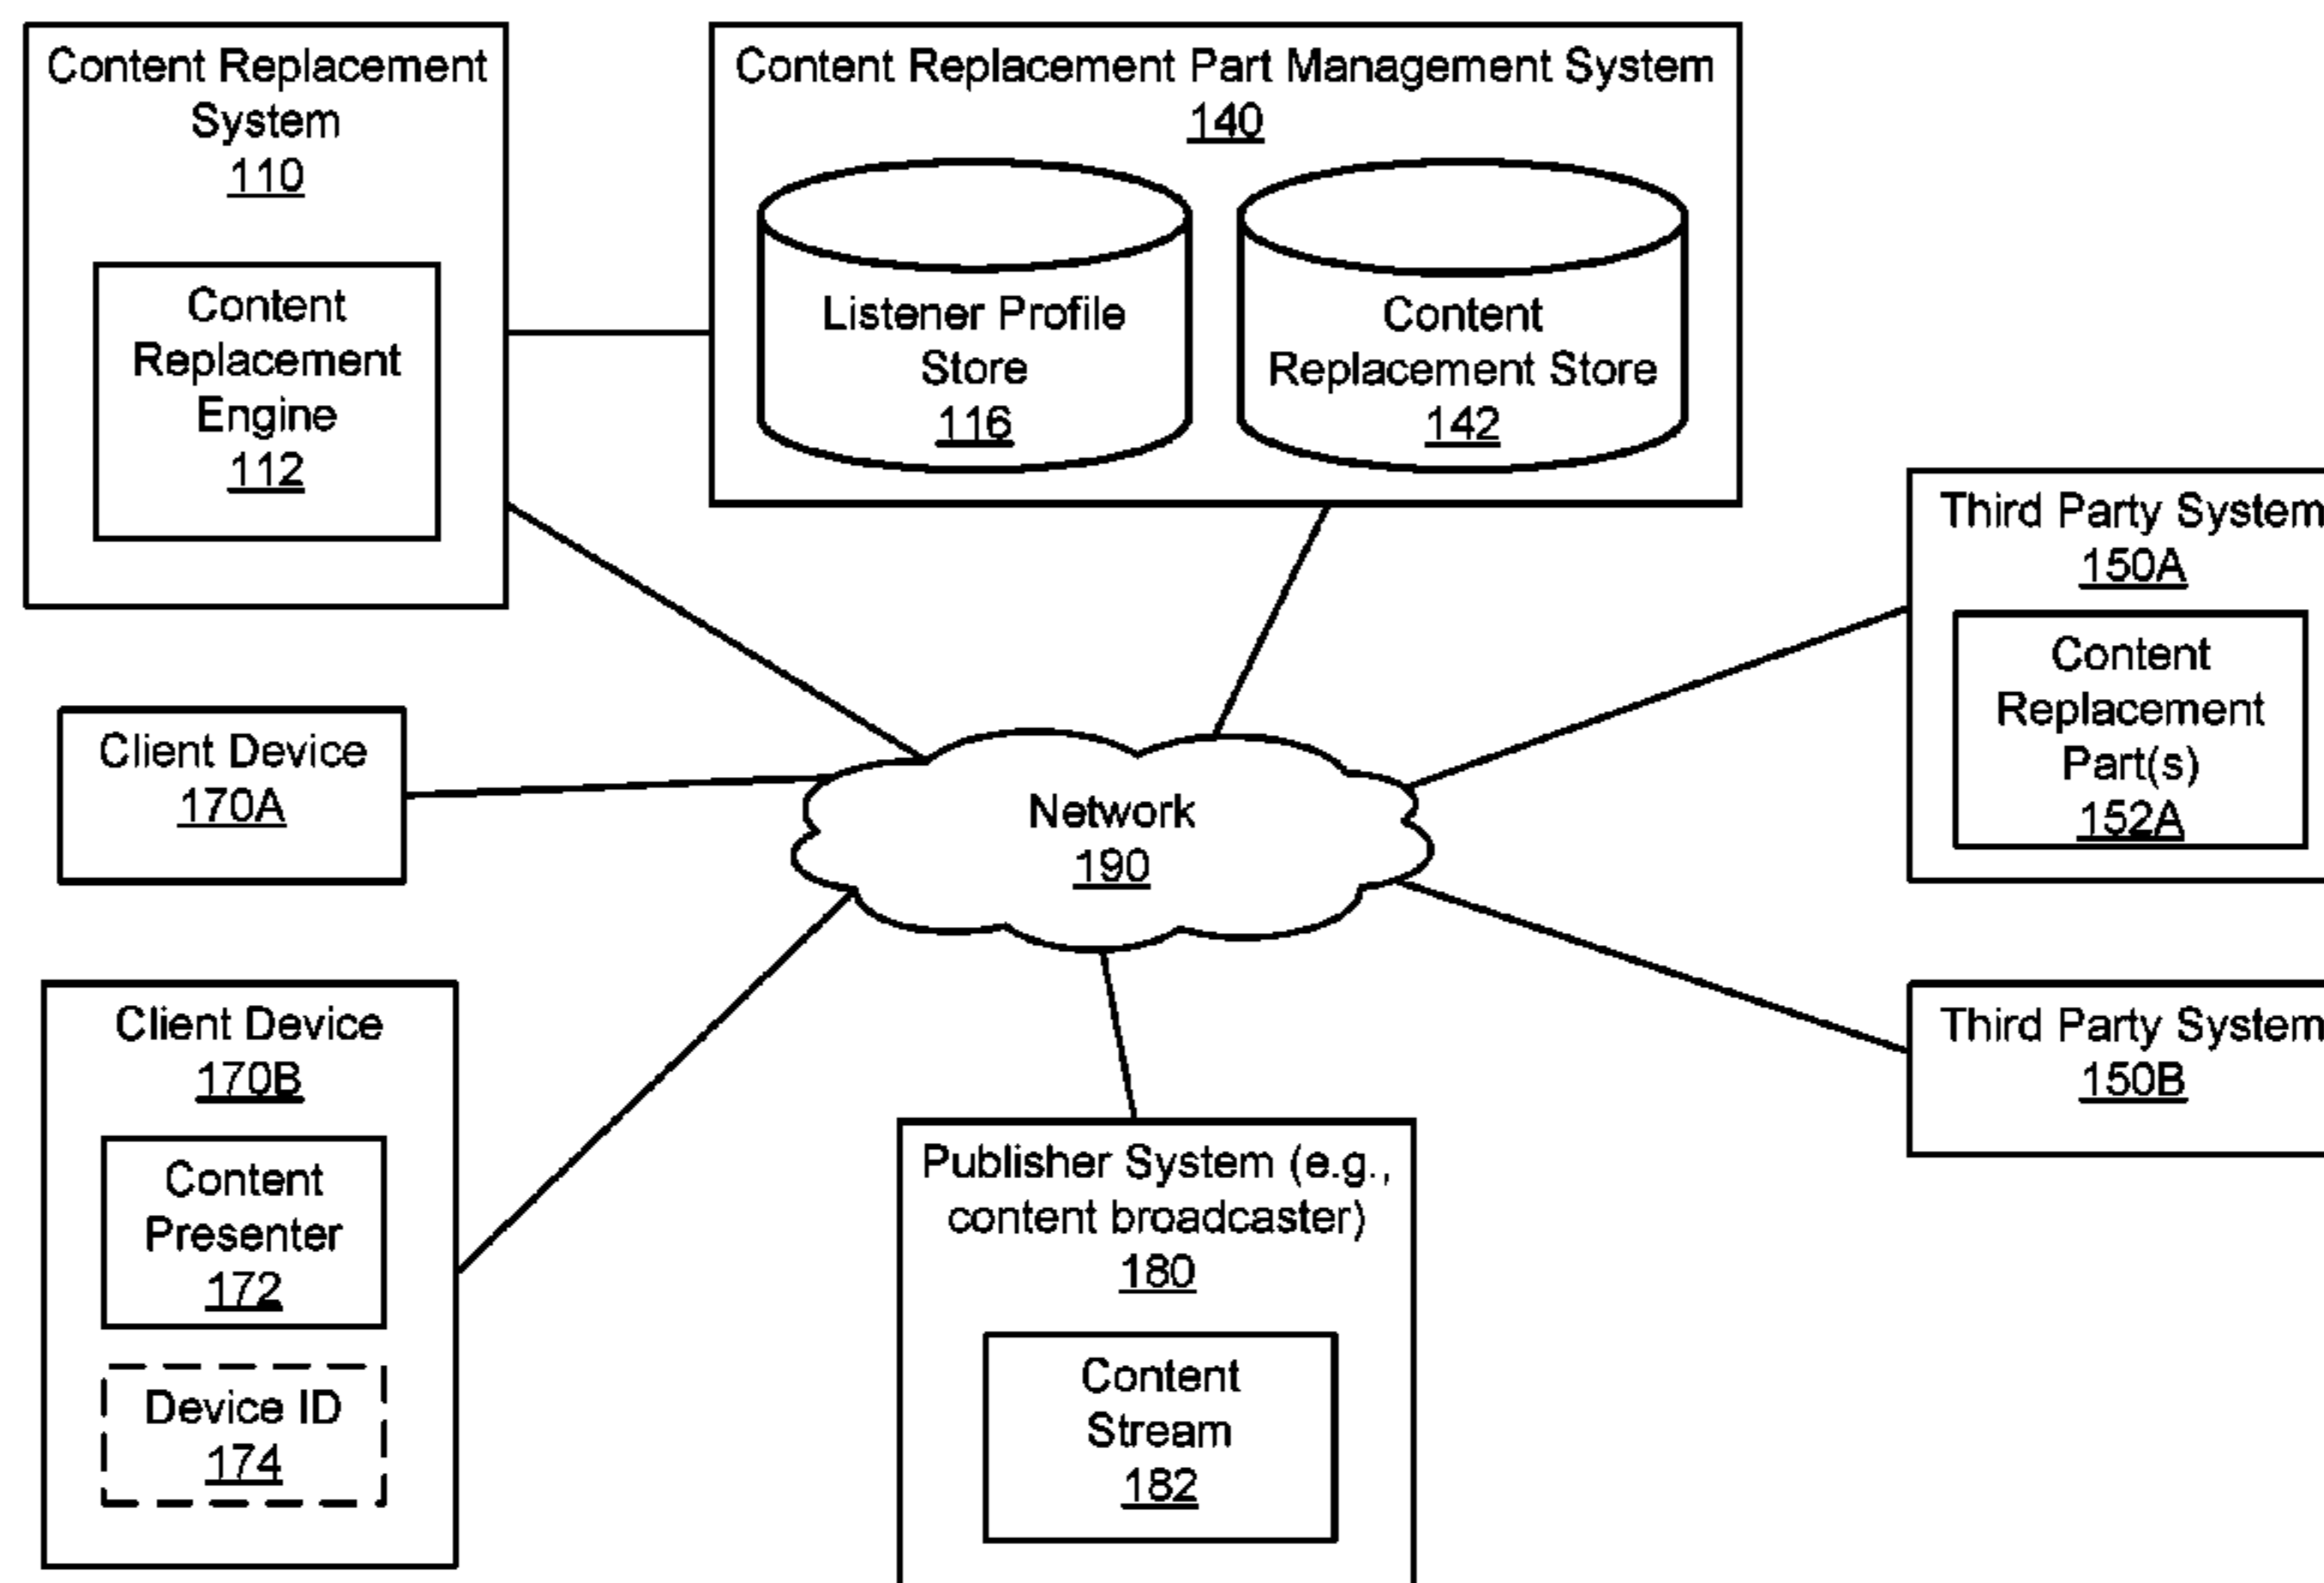 Content Replacement
System
110
Content
Replacement
Engine
112
Content Replacement Part Management System
140
Listener Profile
Store
116
Content
Replacement Store
142
Third Party System
150A
Content
Replacement
Part(s)
152A
Client Device
170A
Network
190
Client Device
170B
Content
Presenter
172
Device ID
174
Publisher System (e.g.,
content broadcaster)
180
Content
Stream
182
Third Party System
150B